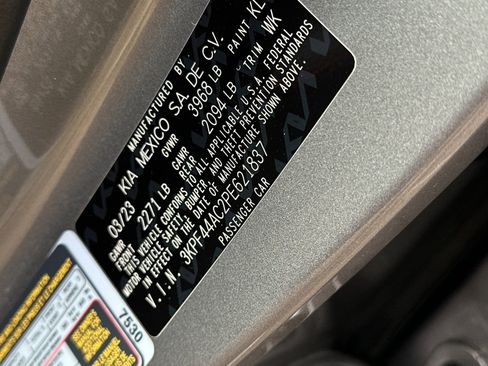 MANUFACTURED BY
KIA MEXICO S.A. DE C.V.
03/23 GVWR 3968 LB PAINT KL
GAWR FRONT 2271 LB GAWR REAR 2094 LB TRIM WK
THIS VEHICLE CONFORMS TO ALL APPLICABLE U.S.A. FEDERAL
MOTOR VEHICLE SAFETY, BUMPER, AND THEFT PREVENTION STANDARDS
IN EFFECT ON THE DATE OF MANUFACTURE SHOWN ABOVE.
V.I.N. 3KPF44AC2PE621837
PASSENGER CAR
7530